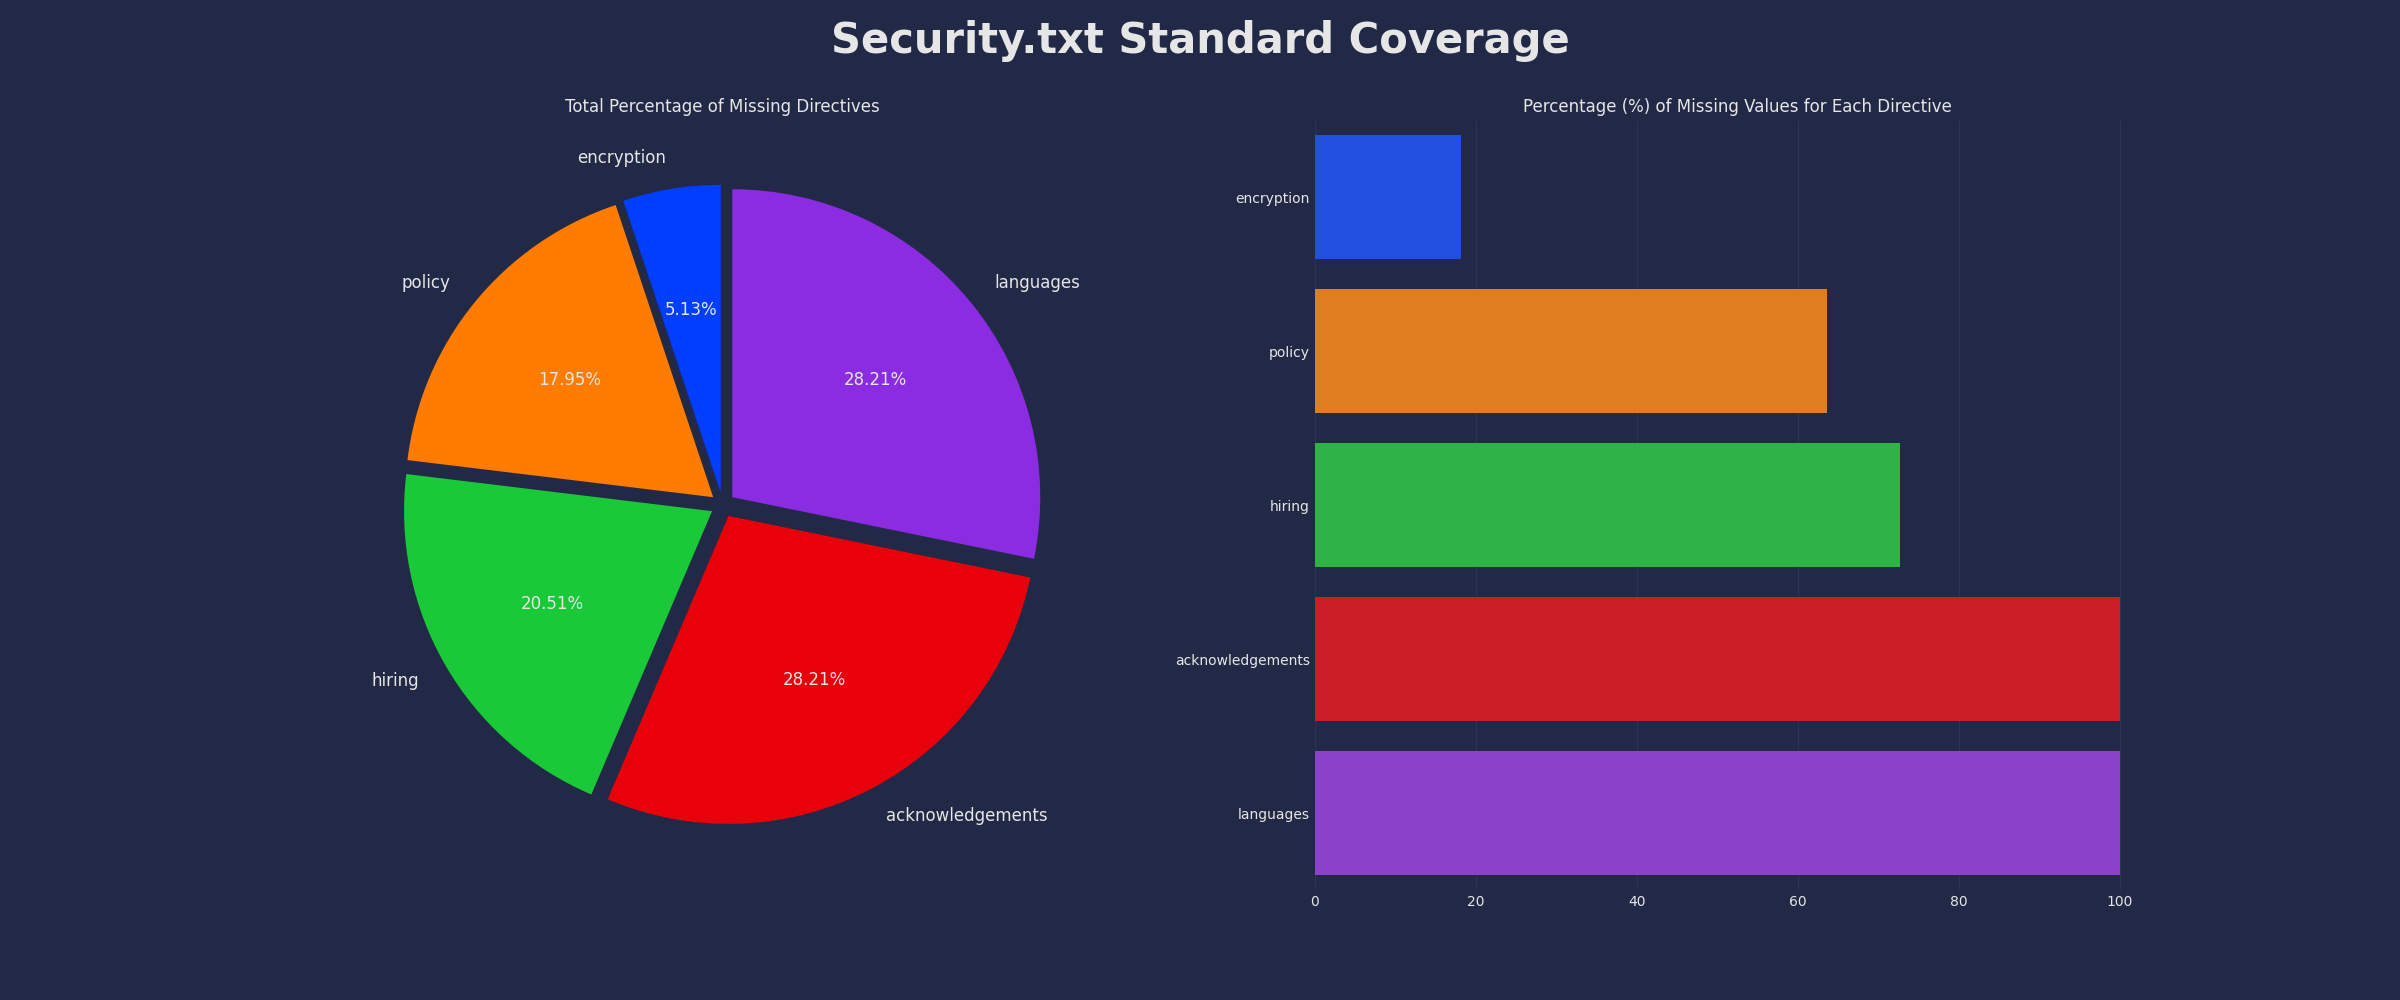 Security.txt Standard Coverage
Total Percentage of Missing Directives
encryption
policy
languages
5.13%
17.95%
28.21%
20.51%
28.21%
hiring
acknowledgements
Percentage (%) of Missing Values for Each Directive
encryption
policy
hiring
acknowledgements
languages
0 20 40 60 80 100